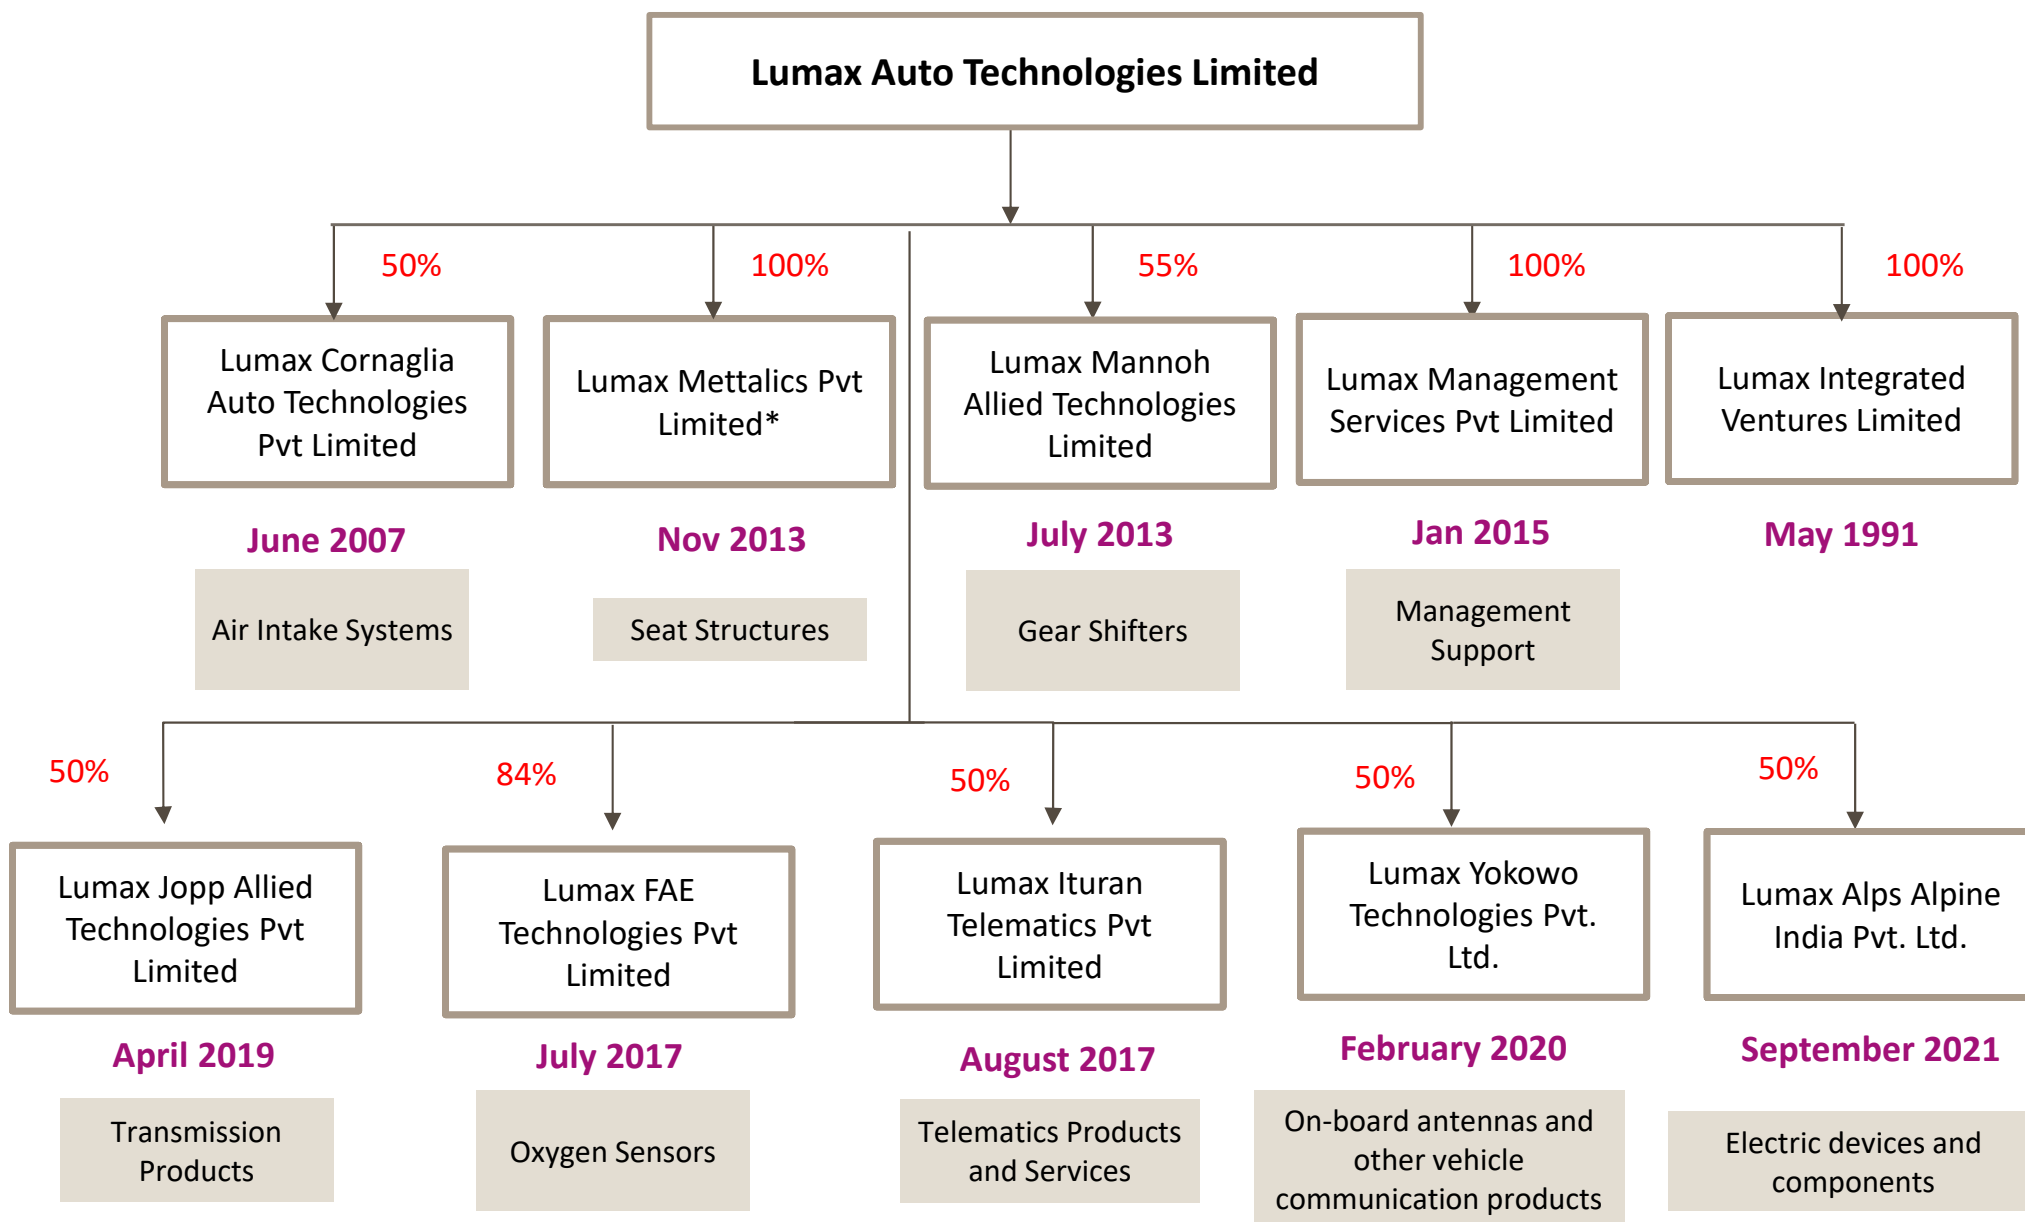 Lumax Auto Technologies Limited
50%
100%
55%
100%
100%
Lumax Cornaglia
Auto Technologies
Pvt Limited
Lumax Mettalics Pvt
Limited*
Lumax Mannoh
Allied Technologies
Limited
Lumax Management
Services Pvt Limited
Lumax Integrated
Ventures Limited
June 2007
Nov 2013
July 2013
Jan 2015
May 1991
Air Intake Systems
Seat Structures
Gear Shifters
Management
Support
50%
84%
50%
50%
50%
Lumax Jopp Allied
Technologies Pvt
Limited
Lumax FAE
Technologies Pvt
Limited
Lumax Ituran
Telematics Pvt
Limited
Lumax Yokowo
Technologies Pvt.
Ltd.
Lumax Alps Alpine
India Pvt. Ltd.
April 2019
July 2017
August 2017
February 2020
September 2021
Transmission
Products
Oxygen Sensors
Telematics Products
and Services
On-board antennas and
other vehicle
communication products
Electric devices and
components